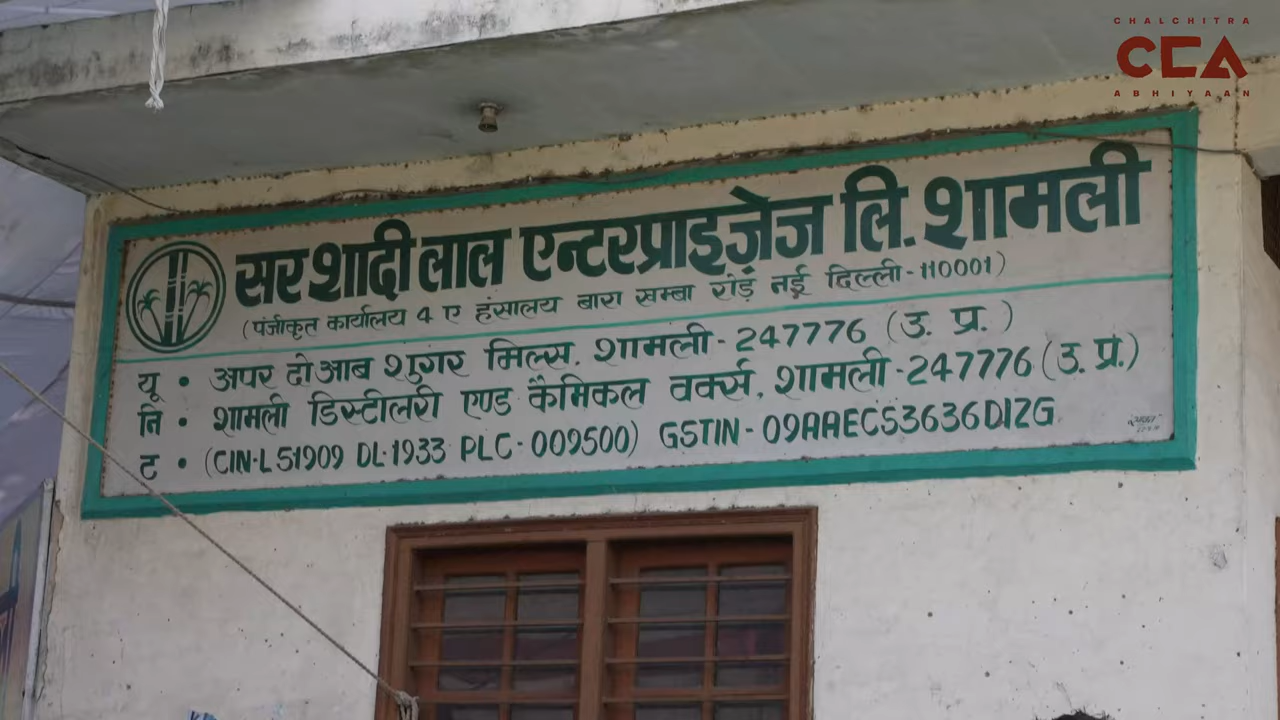 CHALCHITRA
CCA
ABHIYAAN
सर शादी लाल एन्टरप्राइज़ेज लि. शामली
(पंजीकृत कार्यालय 4 ए हंसालय बारा खम्बा रोड़ नई दिल्ली-110001)
यू • अपर दोआब शुगर मिल्स, शामली-247776 (उ. प्र.)
नि • शामली डिस्टीलरी एण्ड कैमिकल वर्क्स, शामली-247776 (उ. प्र.)
ट • (CIN-L51909 DL-1933 PLC-009500) GSTIN-09AAECS3636D1ZG